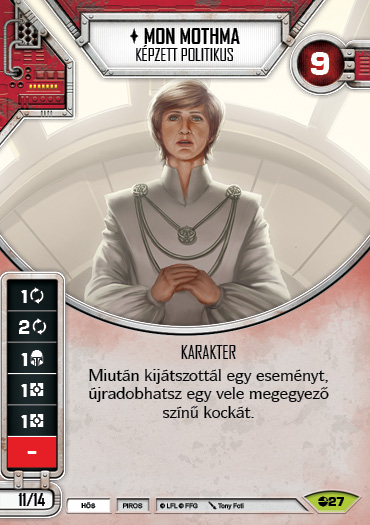 MON MOTHMA
KÉPZETT POLITIKUS
9
1
2
1
1
1
-
KARAKTER
Miután kijátszottál egy eseményt,
újradobhatsz egy vele megegyező
színű kockát.
11/14
HŐS
PIROS
© LFL © FFG
Tony Foti
27